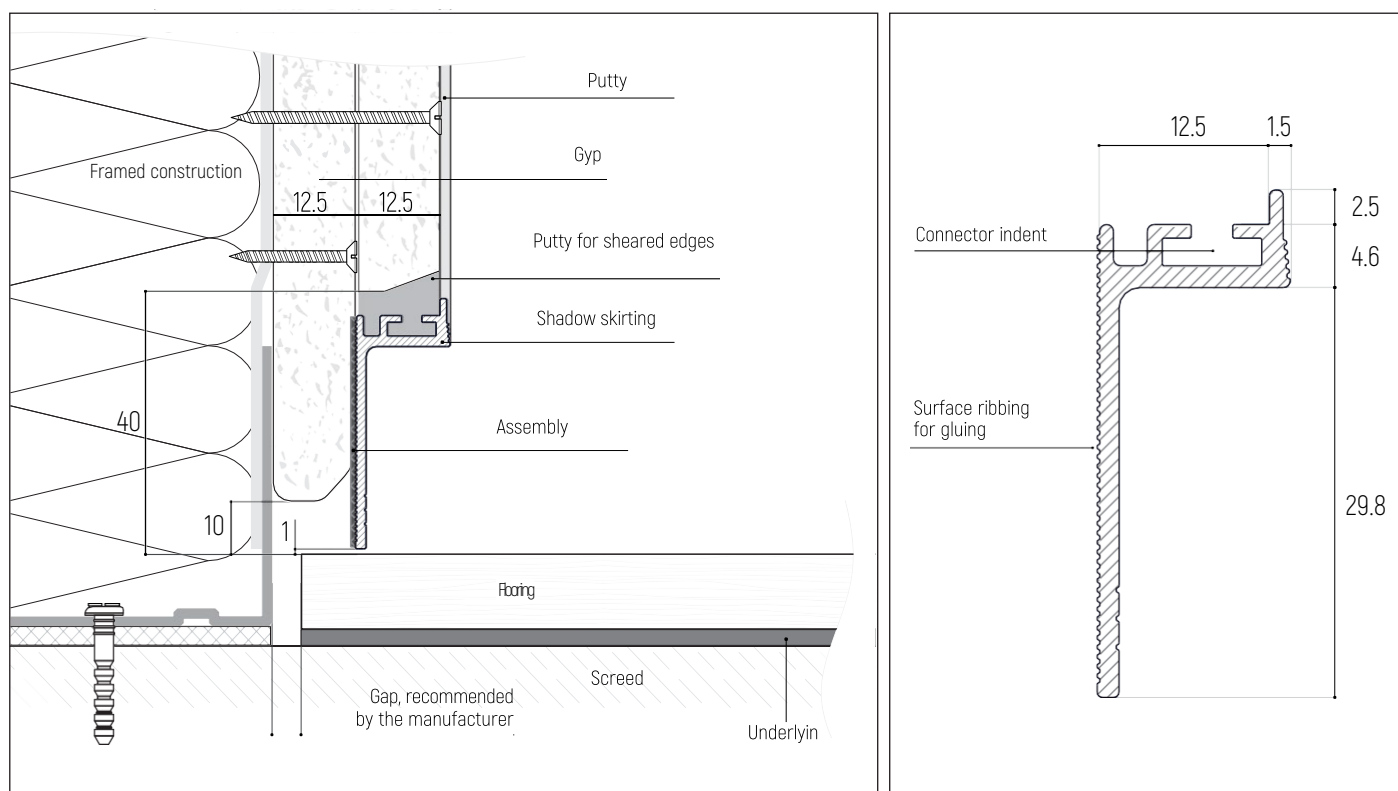 Putty
Gyp
Framed construction
12.5
12.5
Putty for sheared edges
Shadow skirting
40
Assembly
10
1
Flooring
Screed
Gap, recommended
by the manufacturer
Underlyin
12.5
1.5
2.5
Connector indent
4.6
Surface ribbing
for gluing
29.8